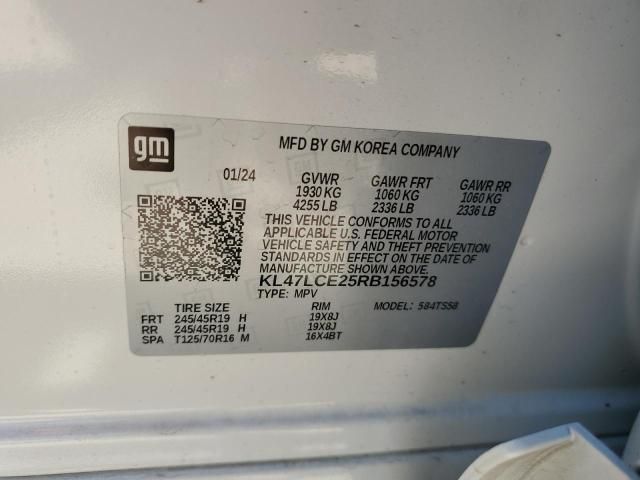 gm
MFD BY GM KOREA COMPANY
01/24 GVWR GAWR FRT GAWR RR
1930 KG 1060 KG 1060 KG
4255 LB 2336 LB 2336 LB
THIS VEHICLE CONFORMS TO ALL
APPLICABLE U.S. FEDERAL MOTOR
VEHICLE SAFETY AND THEFT PREVENTION
STANDARDS IN EFFECT ON THE DATE OF
MANUFACTURE SHOWN ABOVE.
KL47LCE25RB156578
TYPE: MPV MODEL: 584TS58
TIRE SIZE RIM
FRT 245/45R19 H 19X8J
RR 245/45R19 H 19X8J
SPA T125/70R16 M 16X4BT